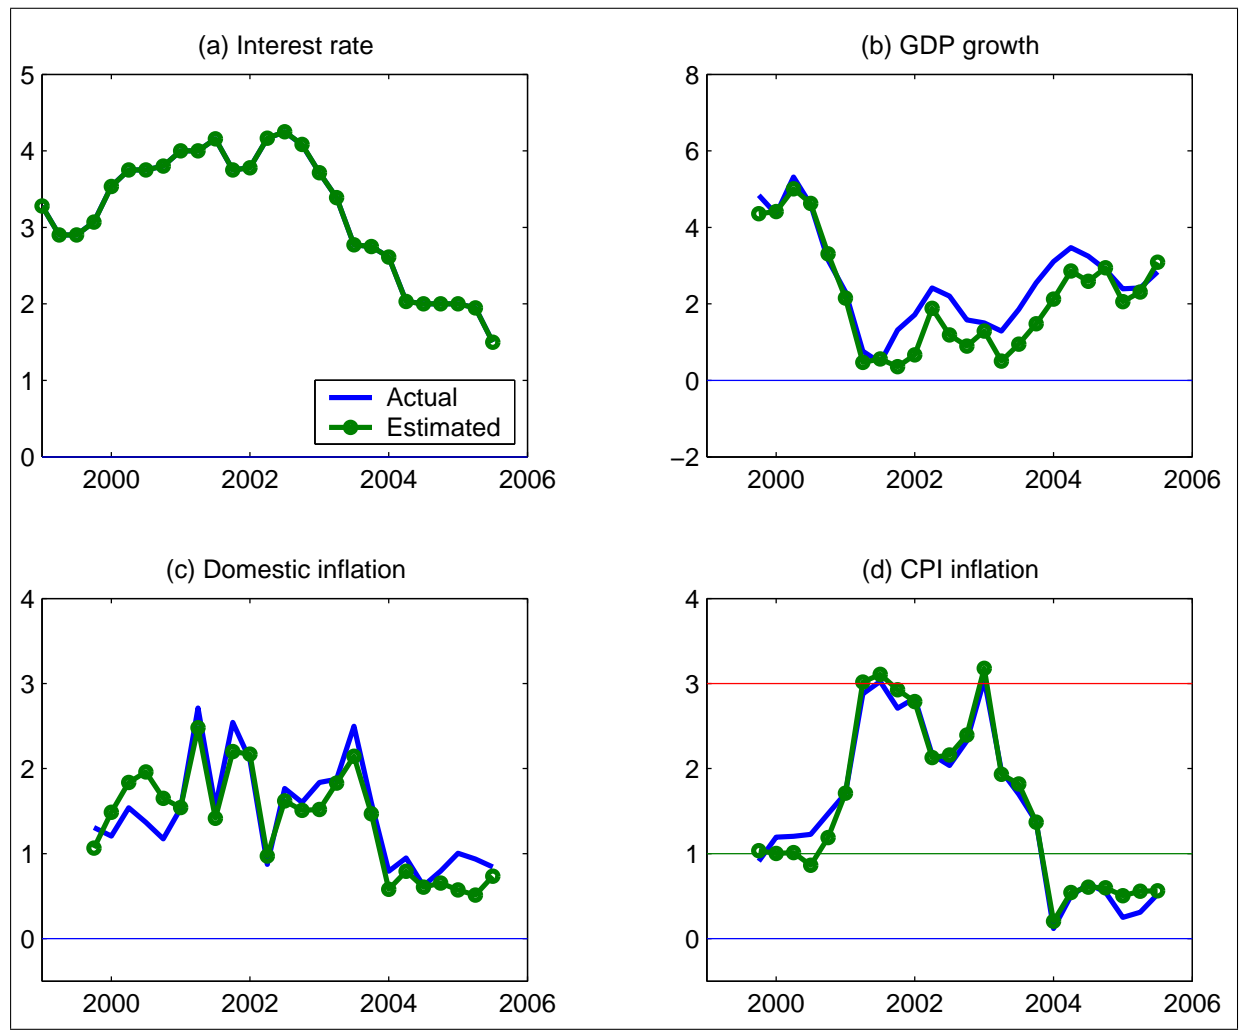 (a) Interest rate
5
4
3
2
1
0
2000 2002 2004 2006
Actual
Estimated
(b) GDP growth
8
6
4
2
0
−2
2000 2002 2004 2006
(c) Domestic inflation
4
3
2
1
0
2000 2002 2004 2006
(d) CPI inflation
4
3
2
1
0
2000 2002 2004 2006